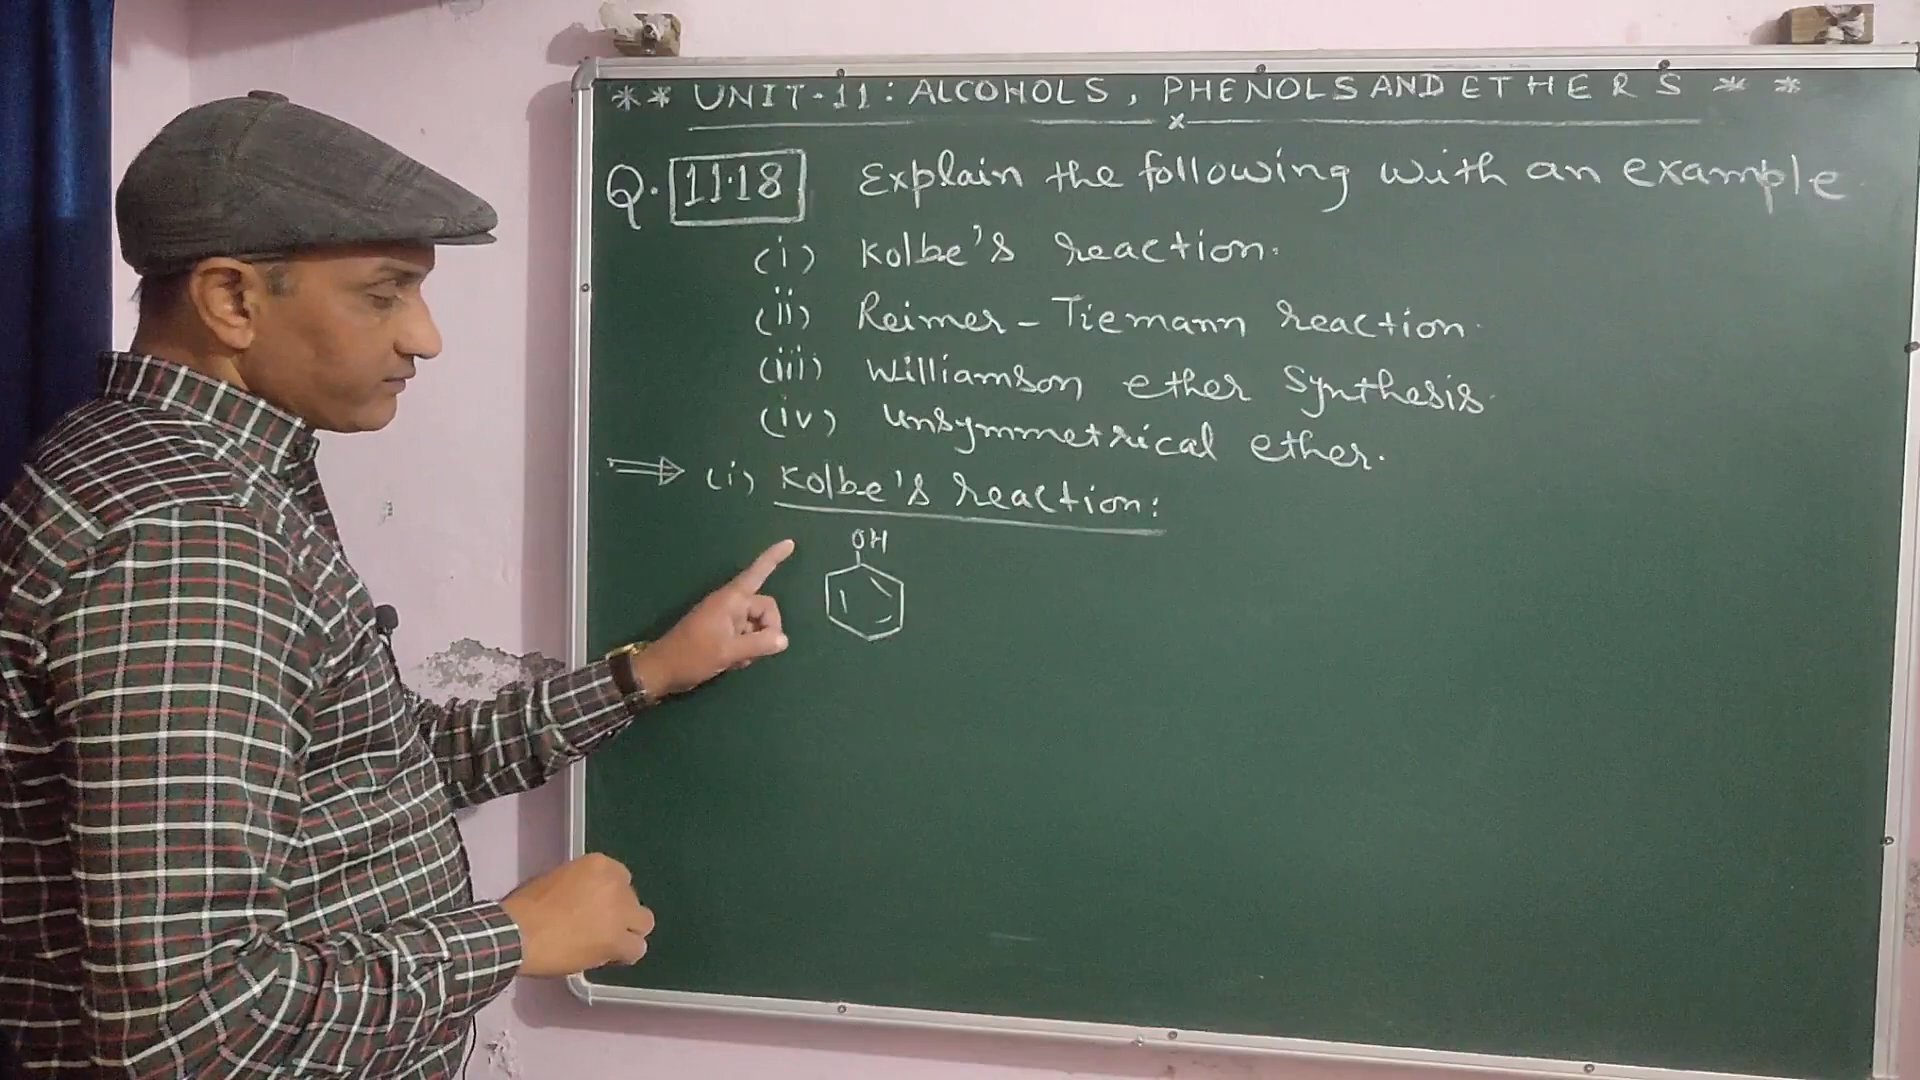 ** UNIT-11: ALCOHOLS, PHENOLS AND ETHERS **
Q. 11.18 Explain the following with an example.
(i) Kolbe's reaction.
(ii) Reimer-Tiemann reaction.
(iii) Williamson ether synthesis.
(iv) Unsymmetrical ether.
⇒ (i) Kolbe's reaction:
OH